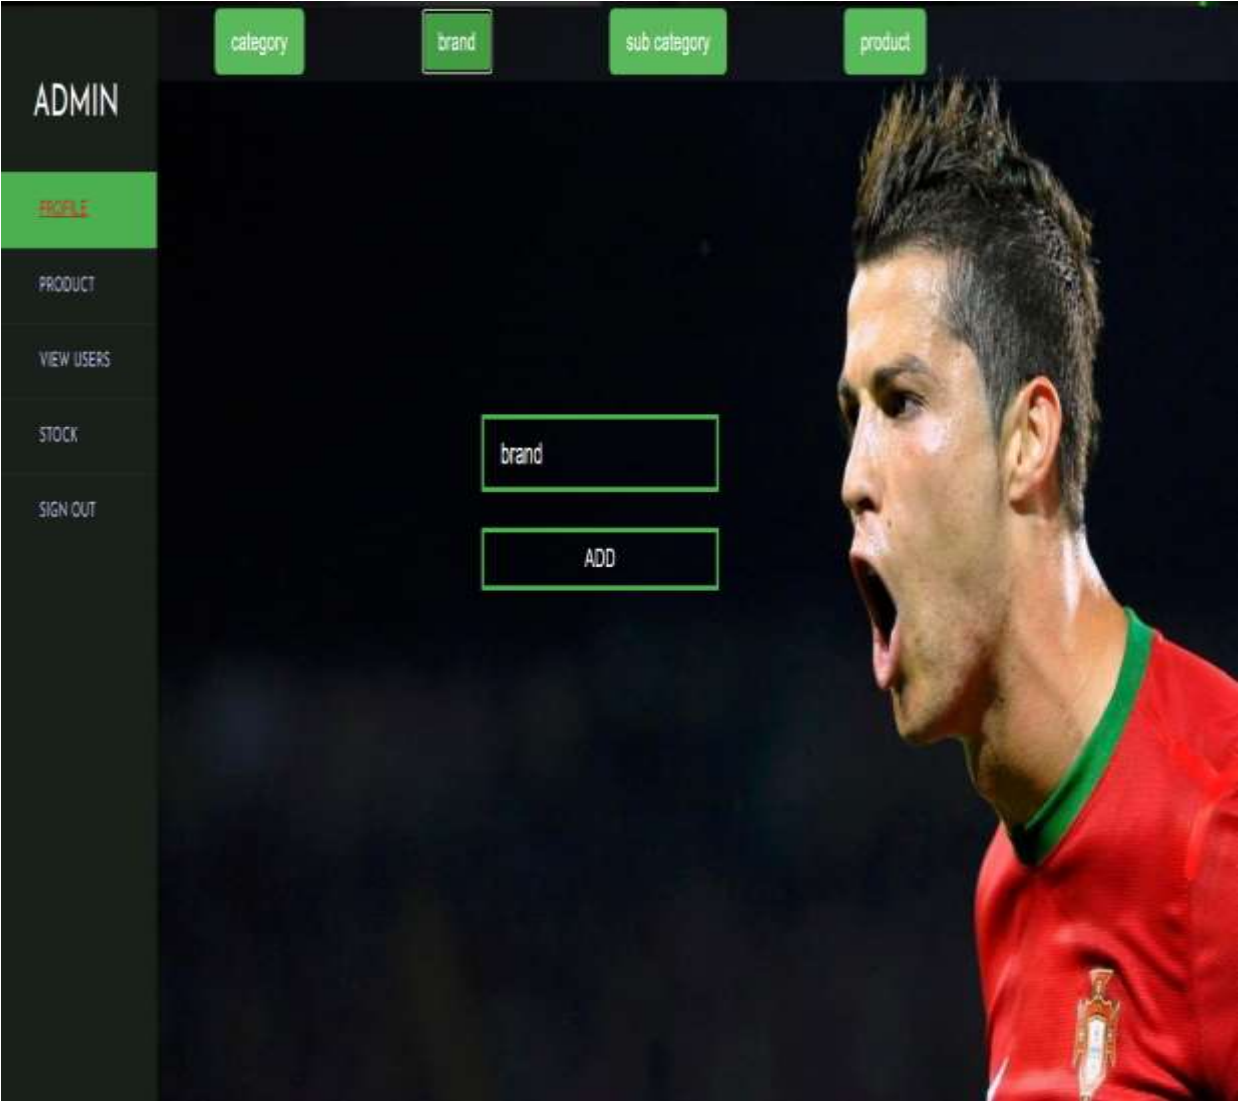 category
brand
sub category
product
ADMIN
PROFILE
PRODUCT
VIEW USERS
STOCK
SIGN OUT
brand
ADD